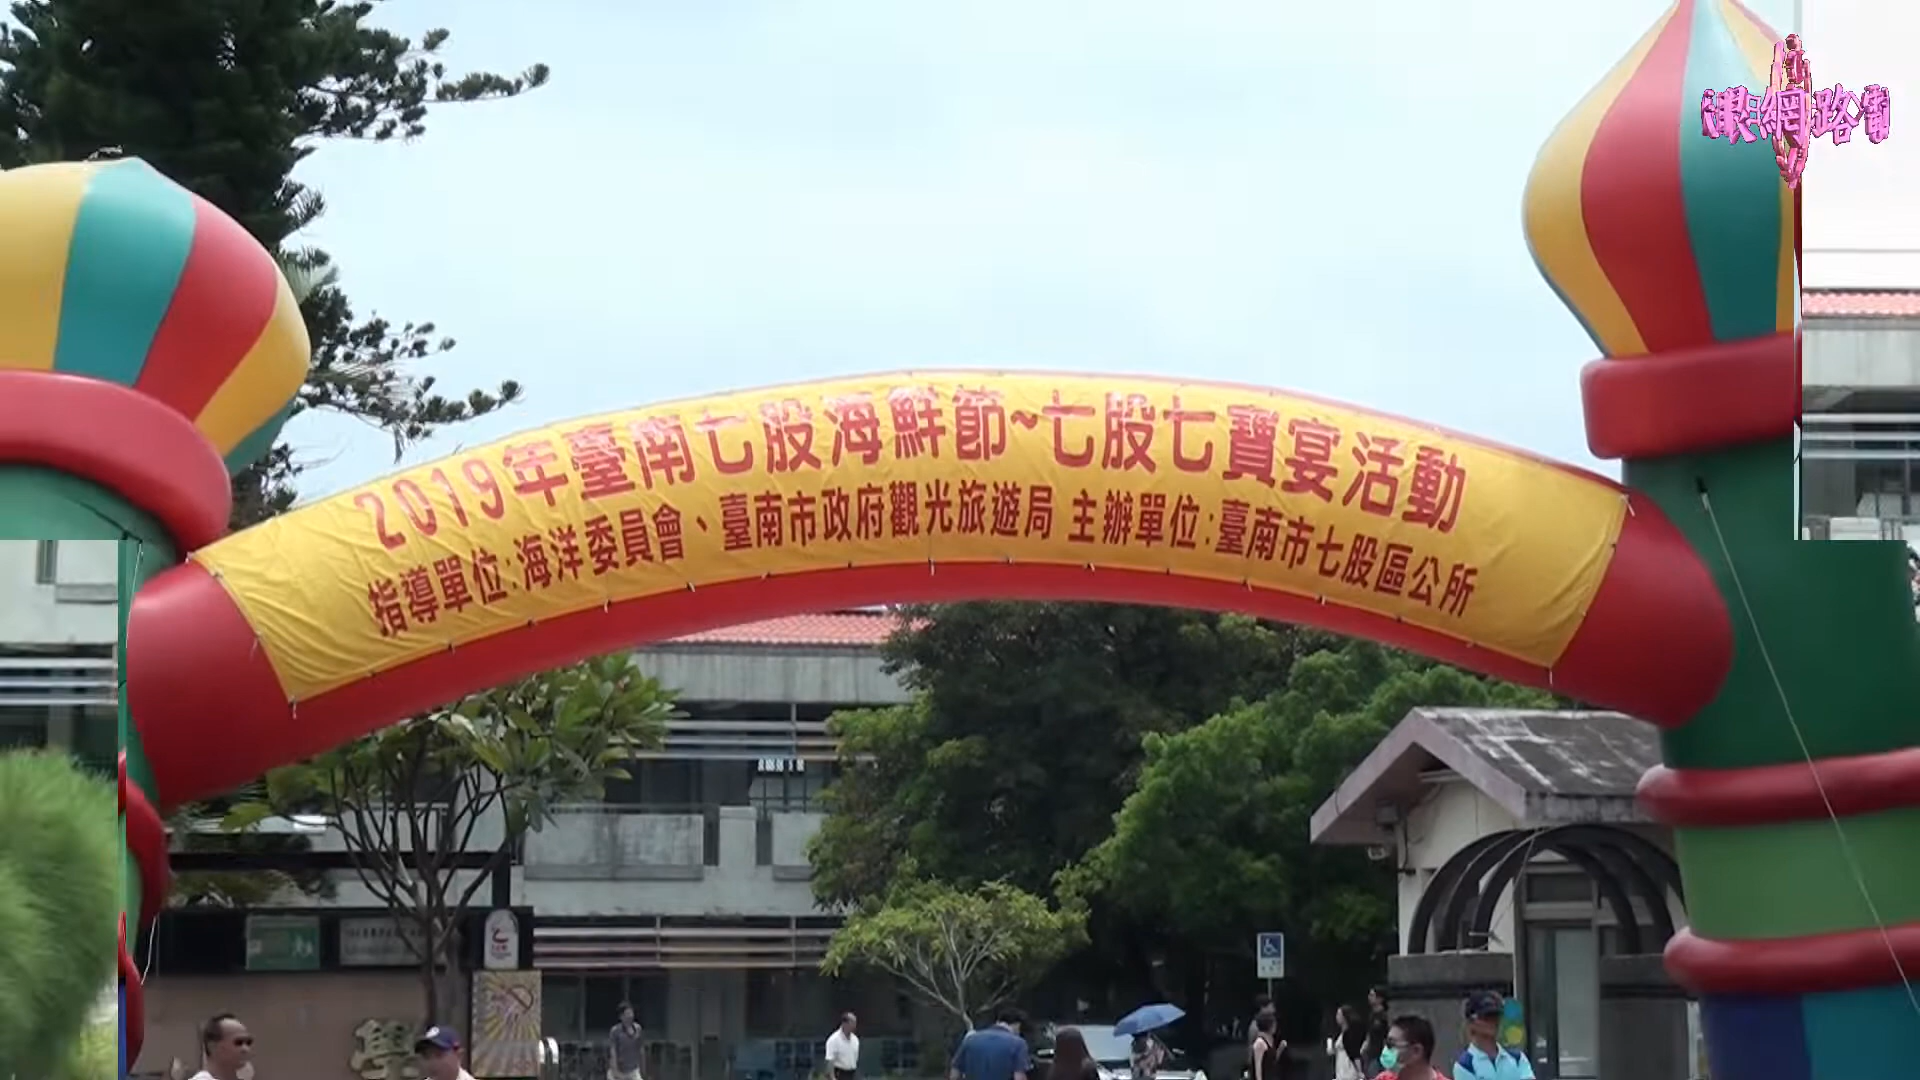 2019年臺南七股海鮮節~七股七寶宴活動
指導單位:海洋委員會、臺南市政府觀光旅遊局 主辦單位:臺南市七股區公所
網路電
學